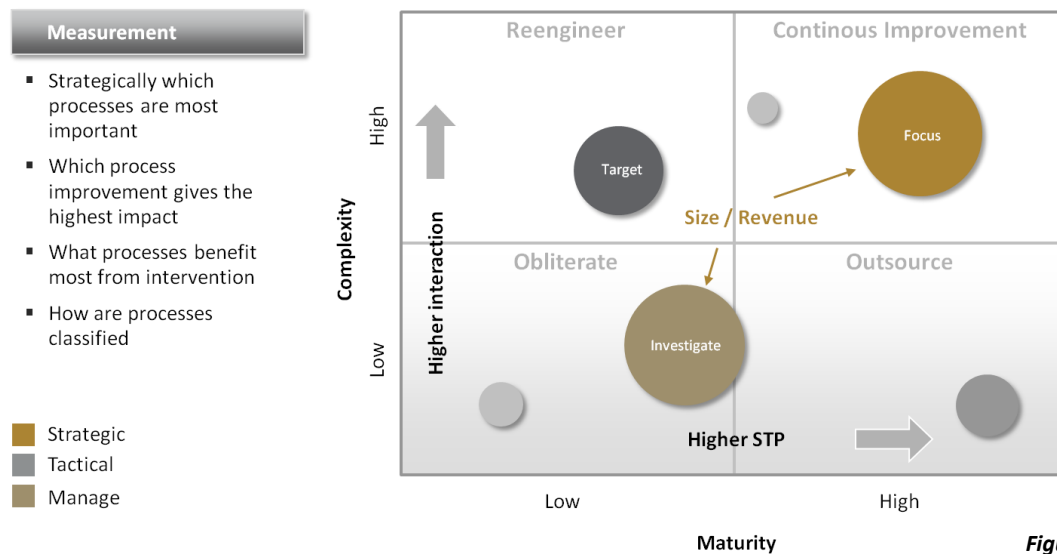 Measurement
▪ Strategically which
processes are most
important
▪ Which process
improvement gives the
highest impact
▪ What processes benefit
most from intervention
▪ How are processes
classified
Strategic
Tactical
Manage
Reengineer
Continous Improvement
High
Target
Focus
Size / Revenue
Complexity
Higher interaction
Obliterate
Outsource
Low
Investigate
Higher STP
Low
High
Maturity
Figu